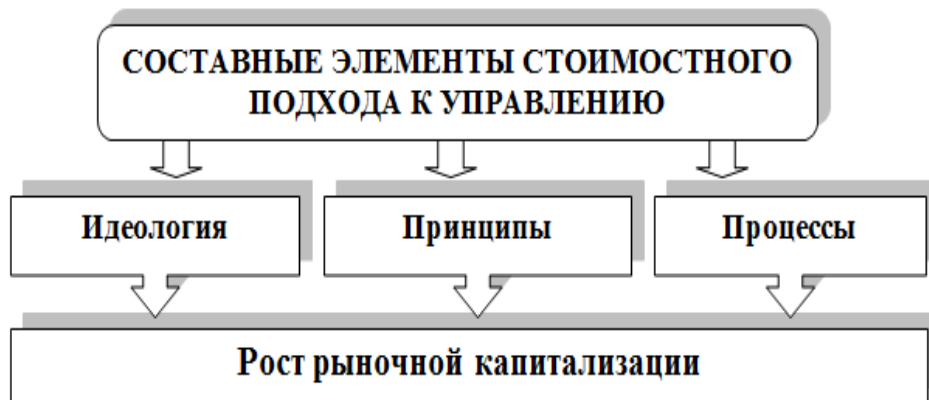 СОСТАВНЫЕ ЭЛЕМЕНТЫ СТОИМОСТНОГО
ПОДХОДА К УПРАВЛЕНИЮ
Идеология
Принципы
Процессы
Рост рыночной капитализации